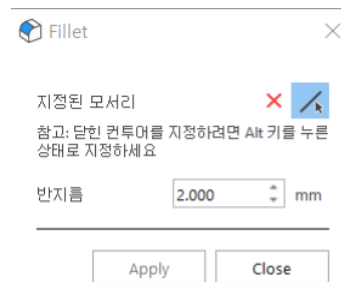 Fillet
지정된 모서리
참고: 닫힌 컨투어를 지정하려면 Alt 키를 누른
상태로 지정하세요
반지름 2.000 mm
Apply Close